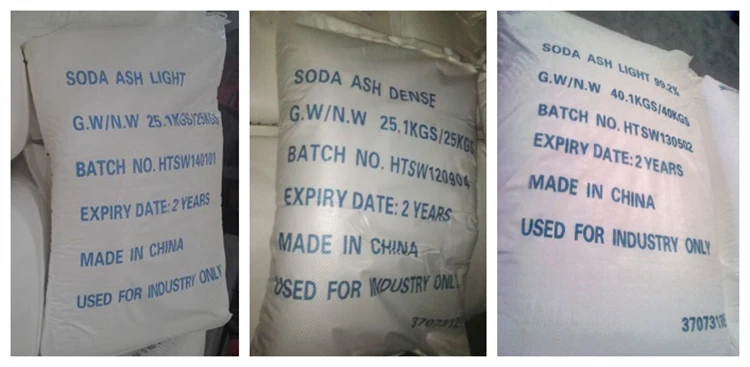 SODA ASH LIGHT
G.W/N.W 25.1KGS/25KGS
BATCH NO. HTSW140101
EXPIRY DATE: 2 YEARS
MADE IN CHINA
USED FOR INDUSTRY ONLY
SODA ASH DENSE
G.W/N.W 25.1KGS/25KGS
BATCH NO. HTSW120904
EXPIRY DATE: 2 YEARS
MADE IN CHINA
USED FOR INDUSTRY ONLY
SODA ASH LIGHT 99.2%
G.W/N.W 40.1KGS/40KGS
BATCH NO. HTSW130502
EXPIRY DATE: 2 YEARS
MADE IN CHINA
USED FOR INDUSTRY ONLY